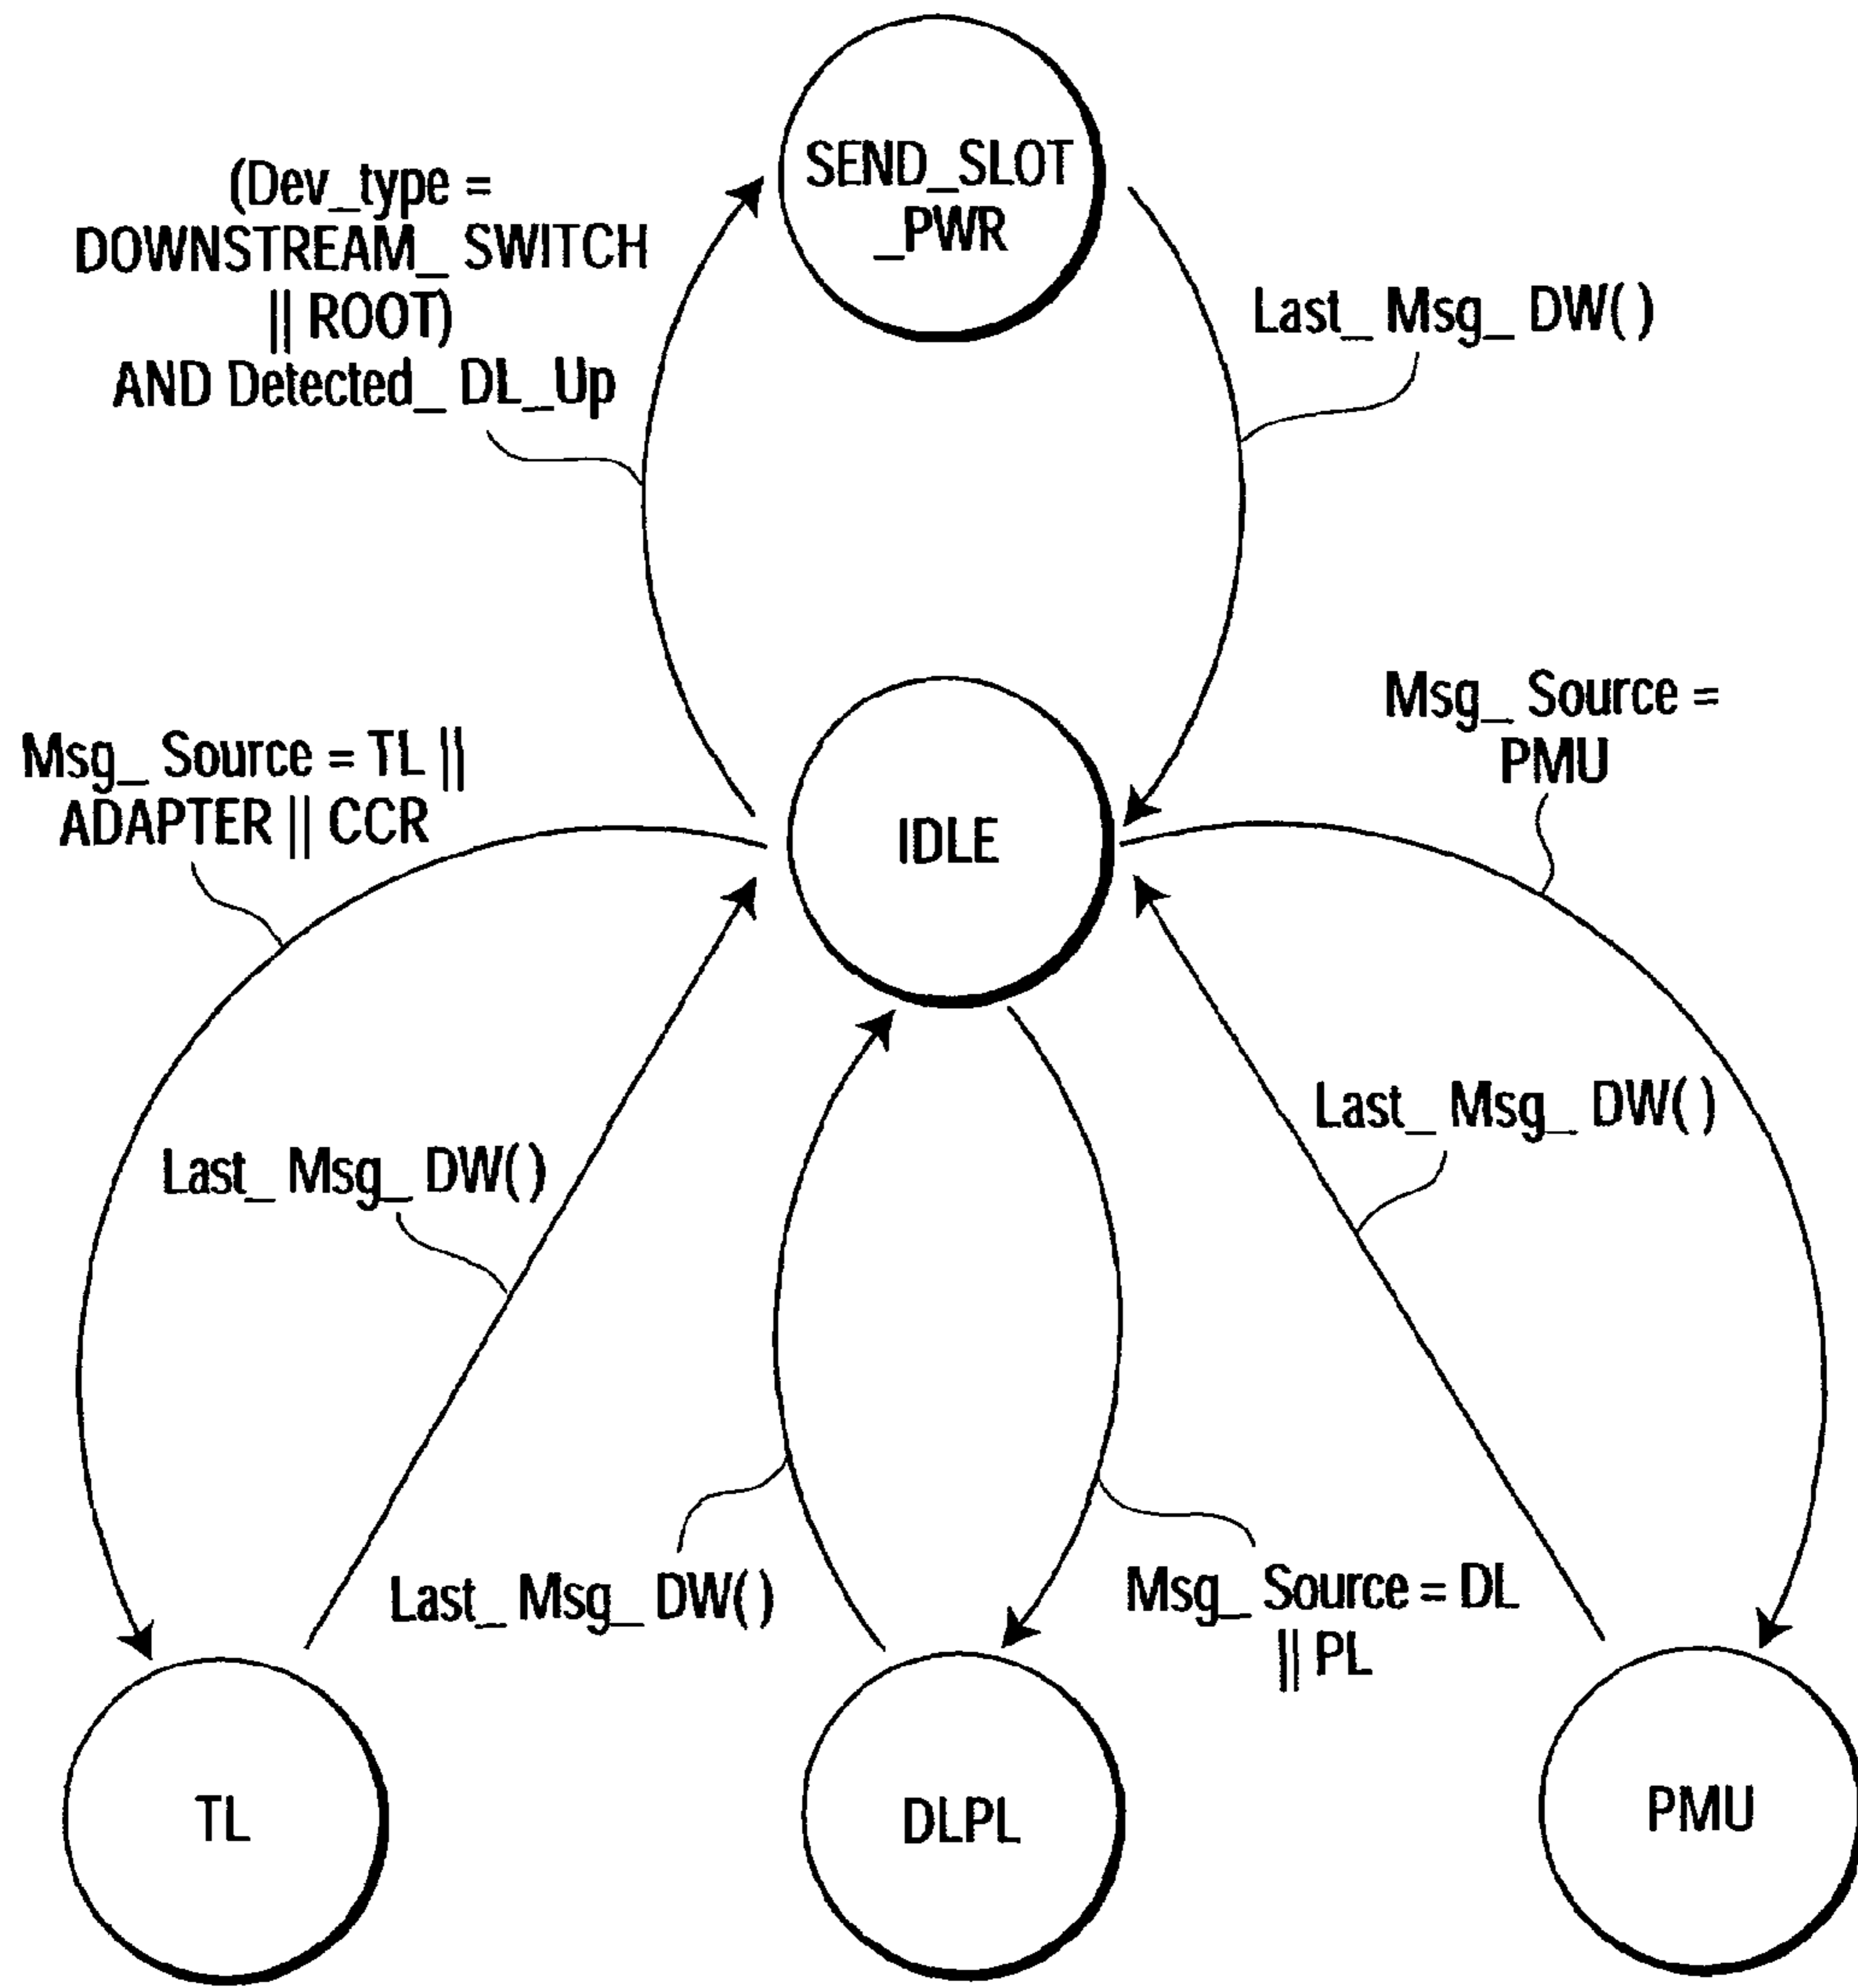 SEND_SLOT
_PWR
(Dev_type =
DOWNSTREAM_ SWITCH
|| ROOT)
AND Detected_ DL_Up
Last_ Msg_ DW( )
Msg_ Source =
PMU
Msg_ Source = TL ||
ADAPTER || CCR
IDLE
Last_ Msg_ DW( )
Last_ Msg_ DW()
Last_ Msg_ DW( )
Msg_ Source = DL
|| PL
TL
DLPL
PMU